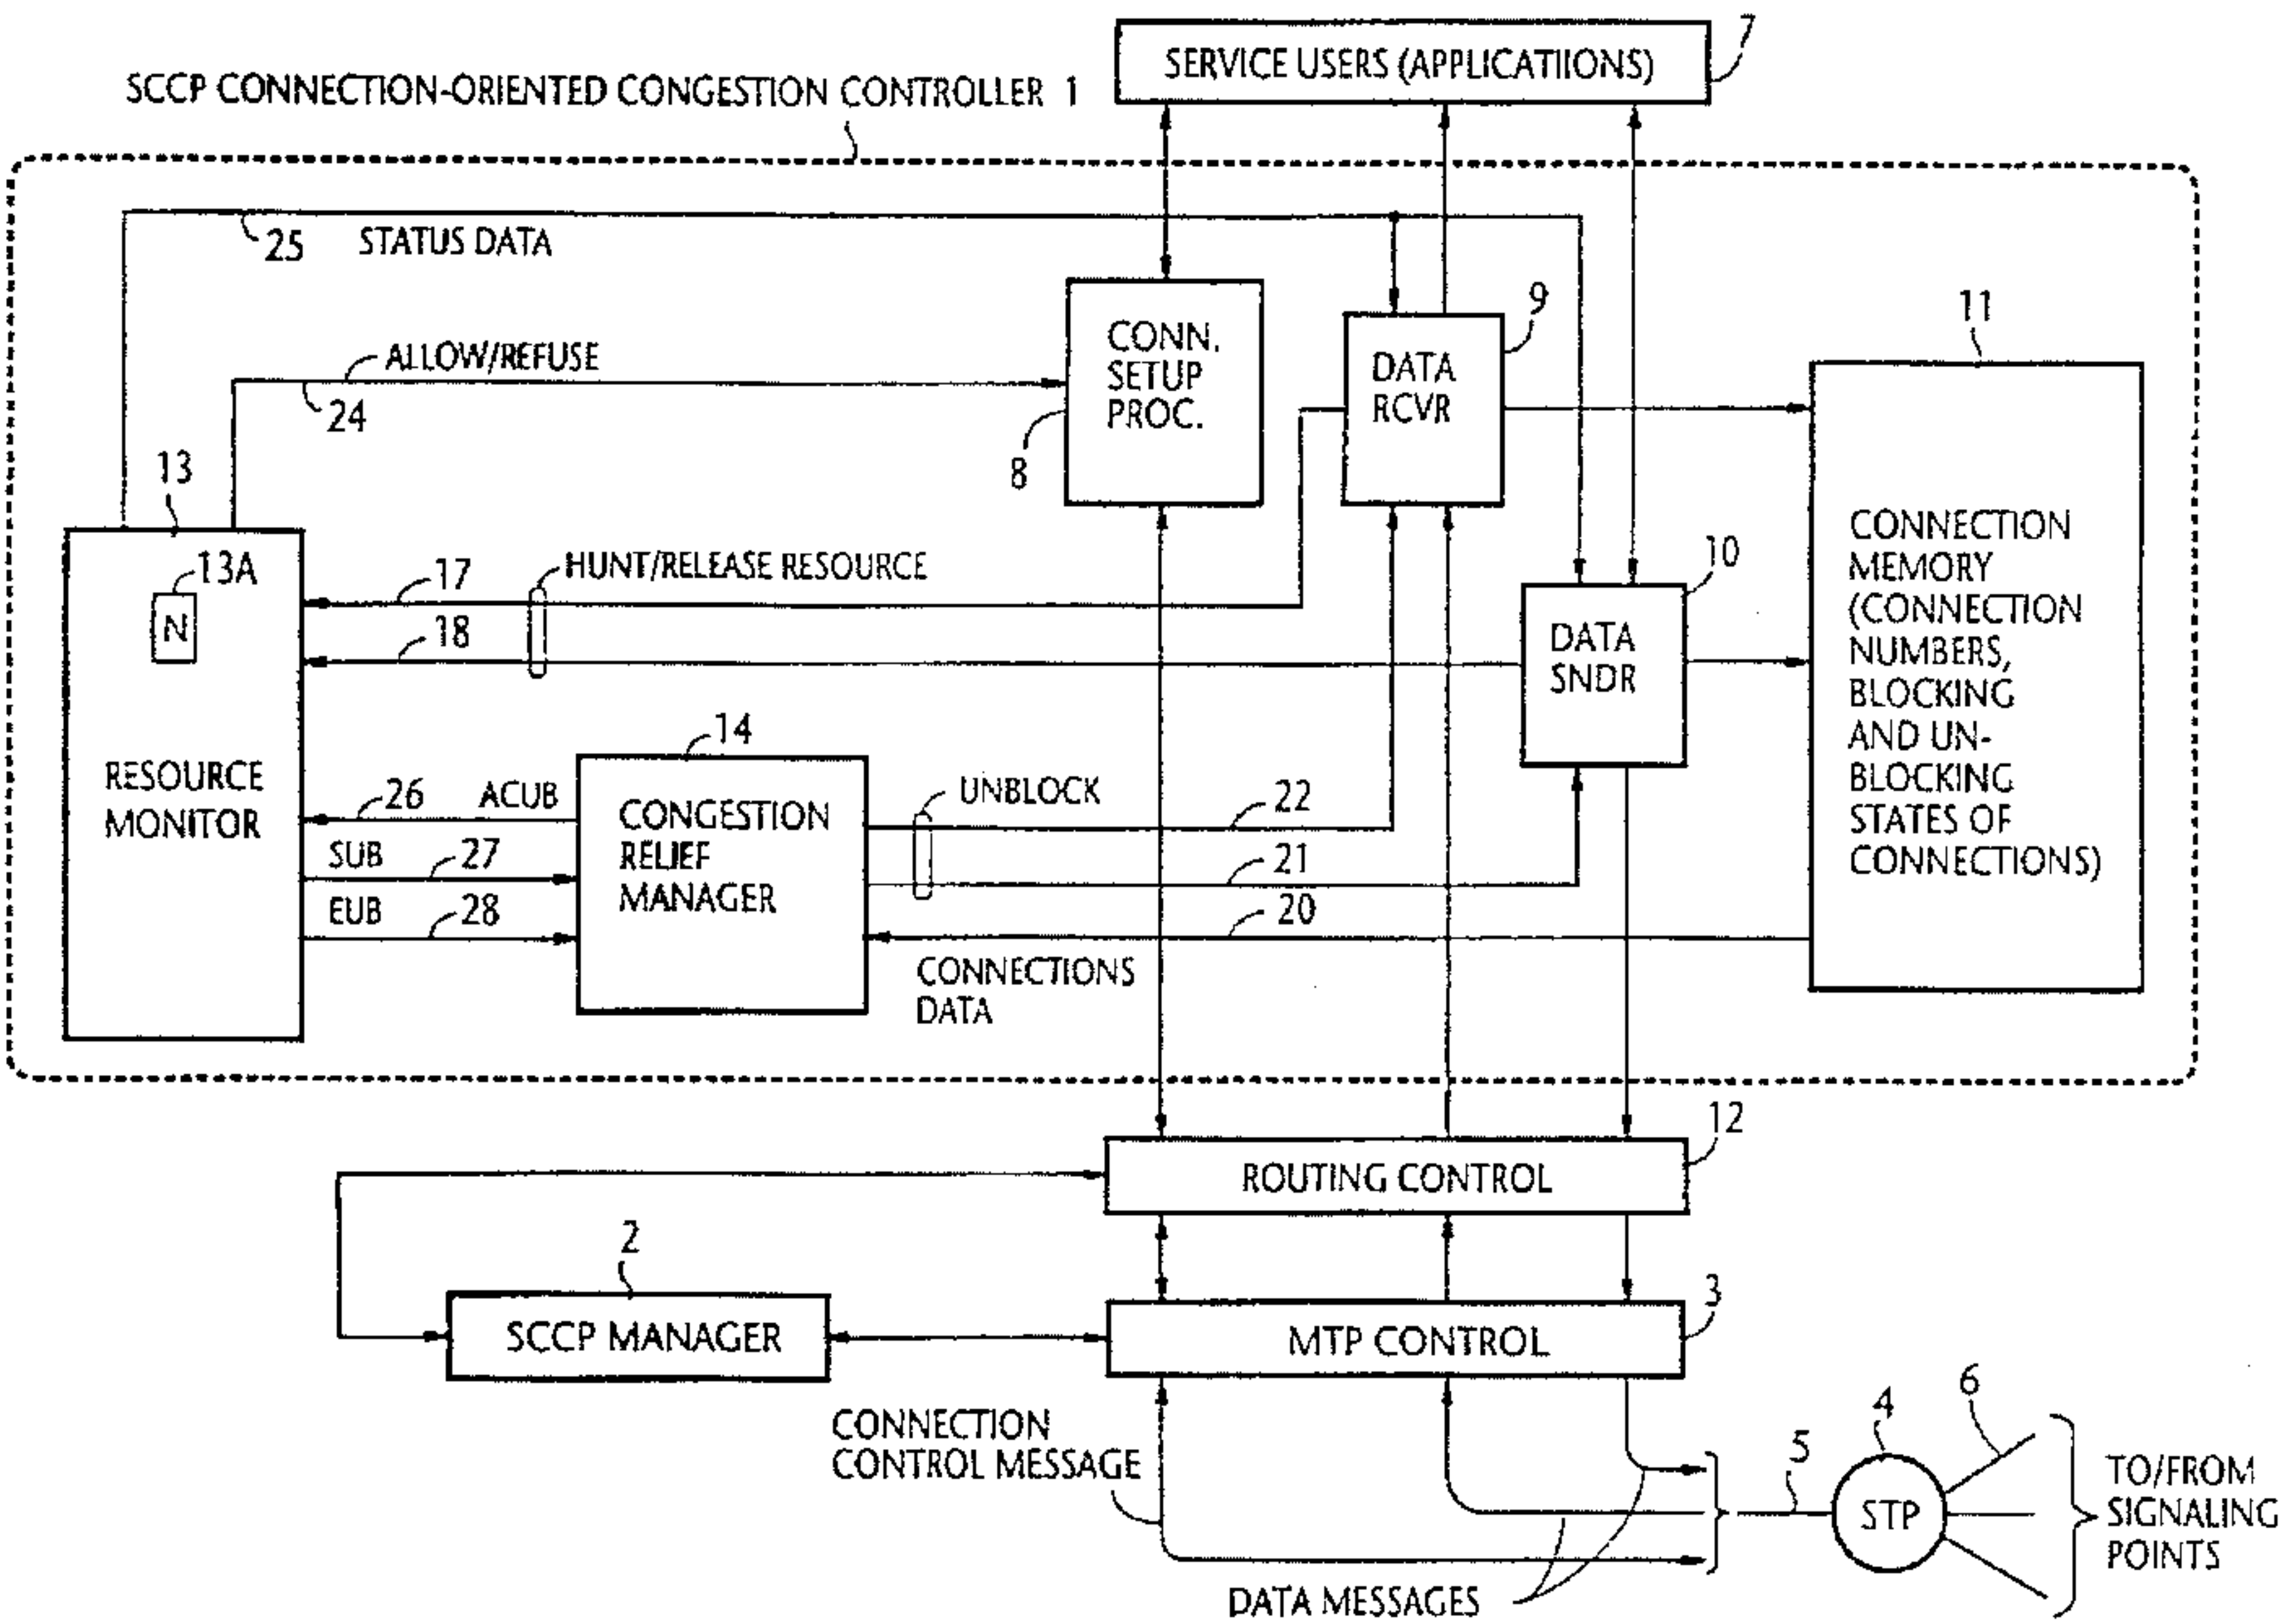 7
SERVICE USERS (APPLICATIIONS)
SCCP CONNECTION-ORIENTED CONGESTION CONTROLLER 1
25
STATUS DATA
ALLOW/REFUSE
24
CONN.
SETUP
PROC.
8
9
DATA
RCVR
11
13
13A
N
RESOURCE
MONITOR
17
HUNT/RELEASE RESOURCE
18
10
DATA
SNDR
CONNECTION
MEMORY
(CONNECTION
NUMBERS,
BLOCKING
AND UN-
BLOCKING
STATES OF
CONNECTIONS)
14
CONGESTION
RELIEF
MANAGER
26
ACUB
SUB
27
EUB
28
UNBLOCK
22
21
20
CONNECTIONS
DATA
12
ROUTING CONTROL
2
SCCP MANAGER
3
MTP CONTROL
CONNECTION
CONTROL MESSAGE
DATA MESSAGES
5
4
STP
6
TO/FROM
SIGNALING
POINTS